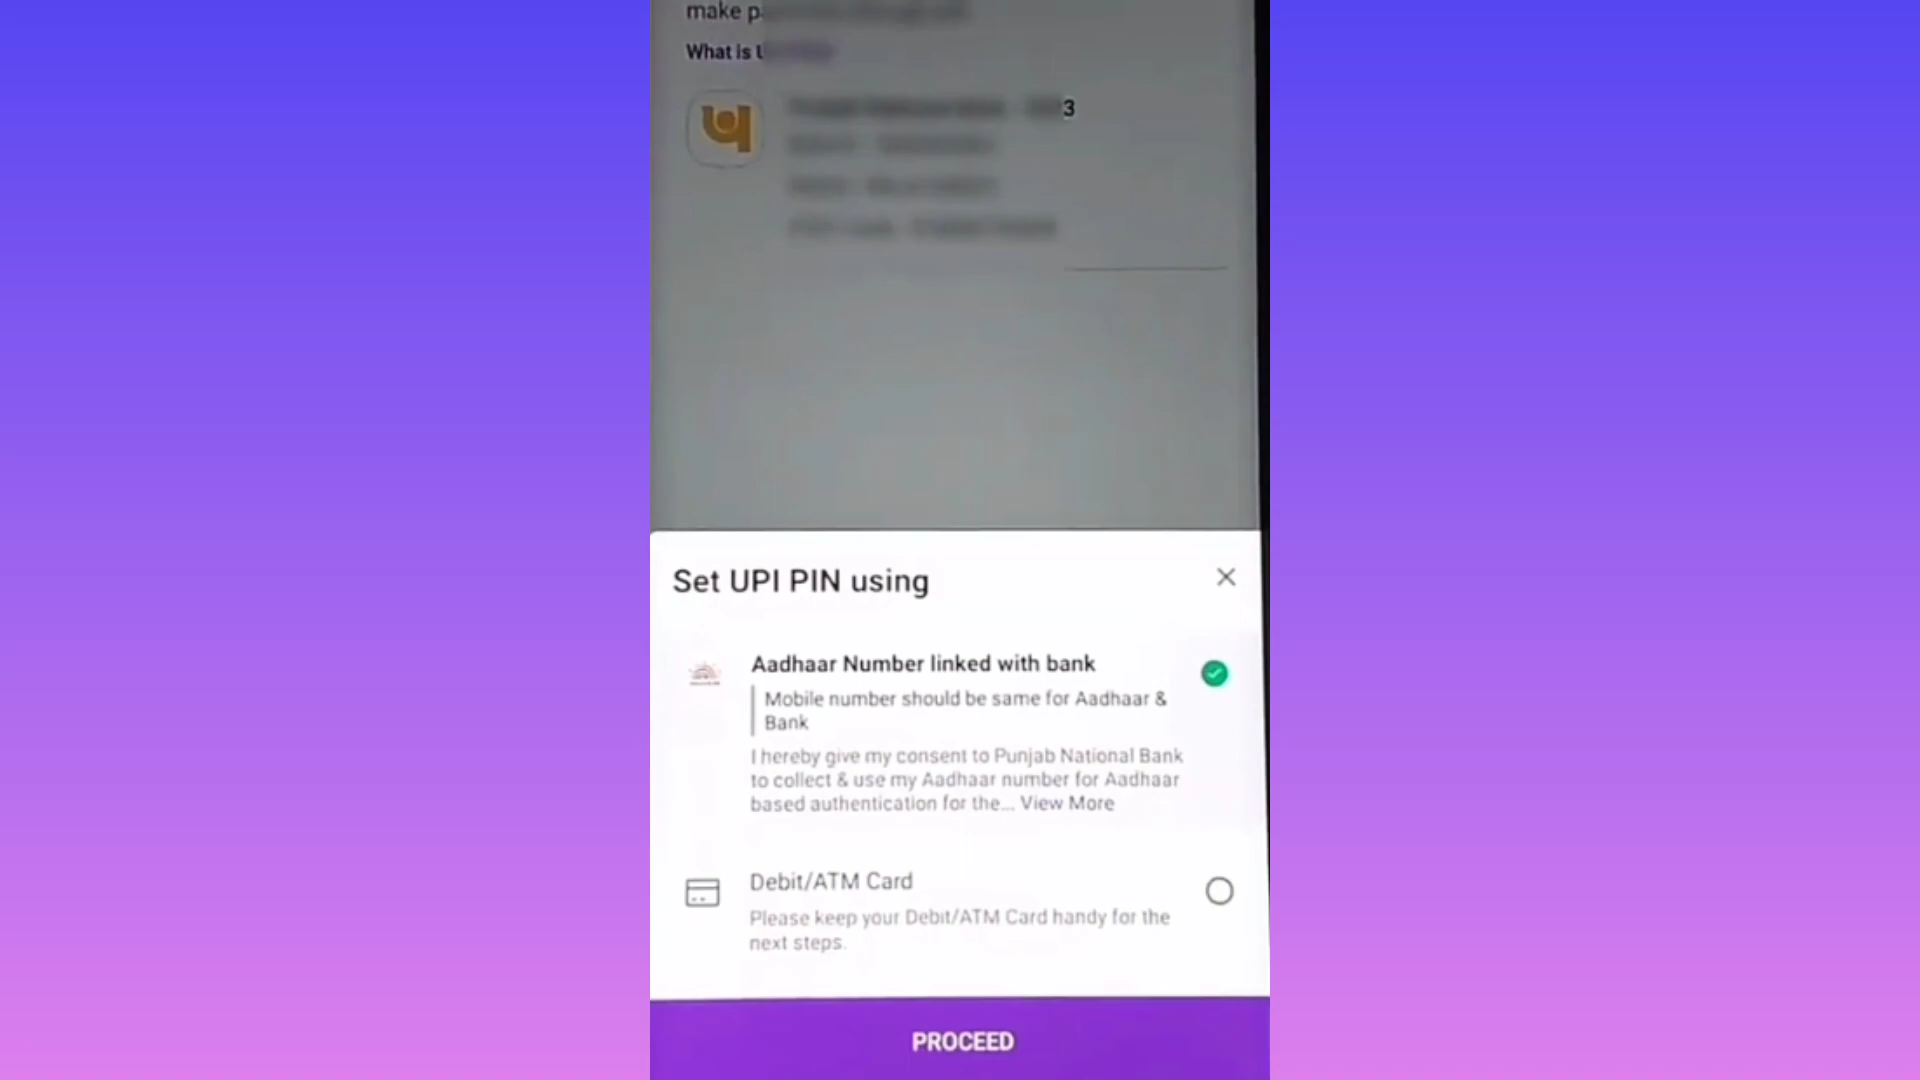 make
What is
3
Set UPI PIN using
Aadhaar Number linked with bank
Mobile number should be same for Aadhaar &
Bank
I hereby give my consent to Punjab National Bank
to collect & use my Aadhaar number for Aadhaar
based authentication for the... View More
Debit/ATM Card
Please keep your Debit/ATM Card handy for the
next steps.
PROCEED